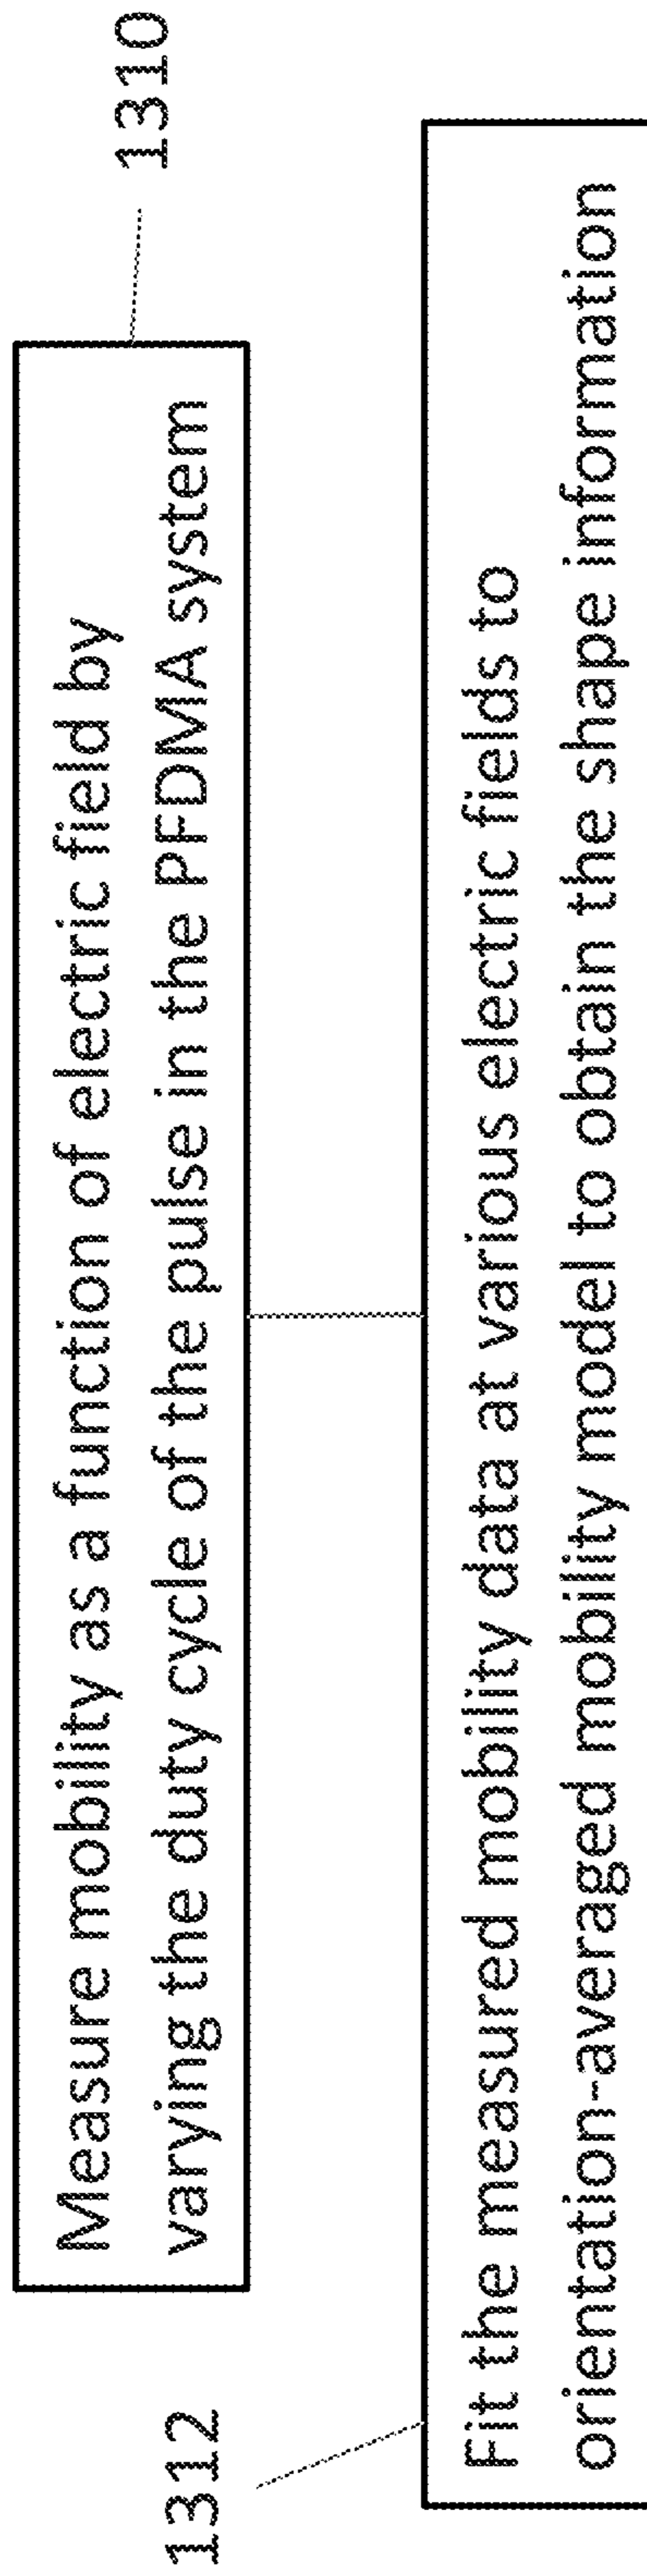 1310
Measure mobility as a function of electric field by
varying the duty cycle of the pulse in the PFDMA system
1312
Fit the measured mobility data at various electric fields to
orientation-averaged mobility model to obtain the shape information